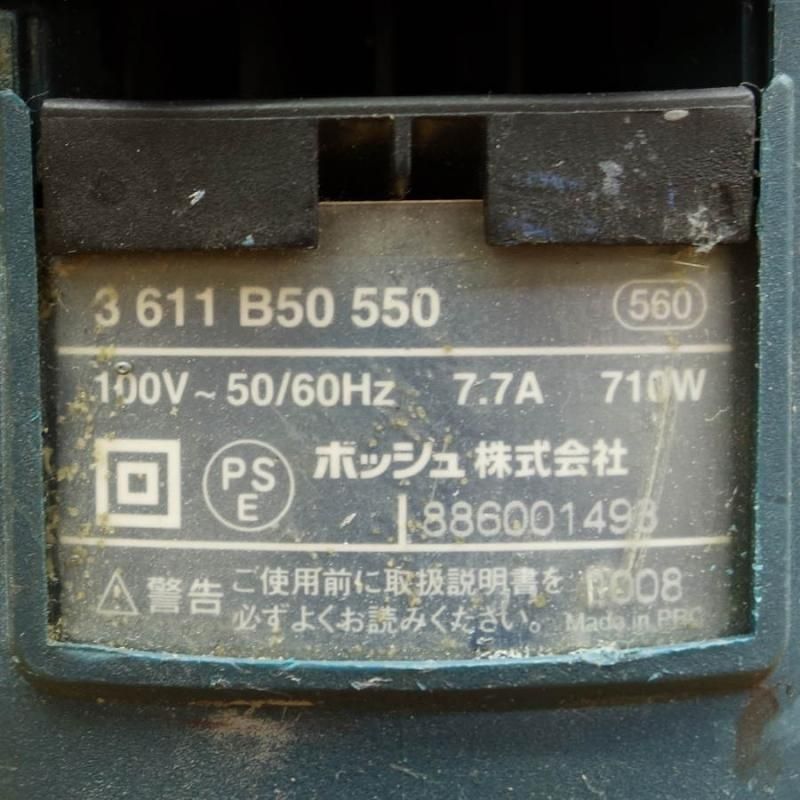 3 611 B50 550 560
100V ~ 50/60Hz 7.7A 710W
PS E ボッシュ 株式会社
886001498
警告 ご使用前に取扱説明書を
必ずよくお読みください。 Made in PRC